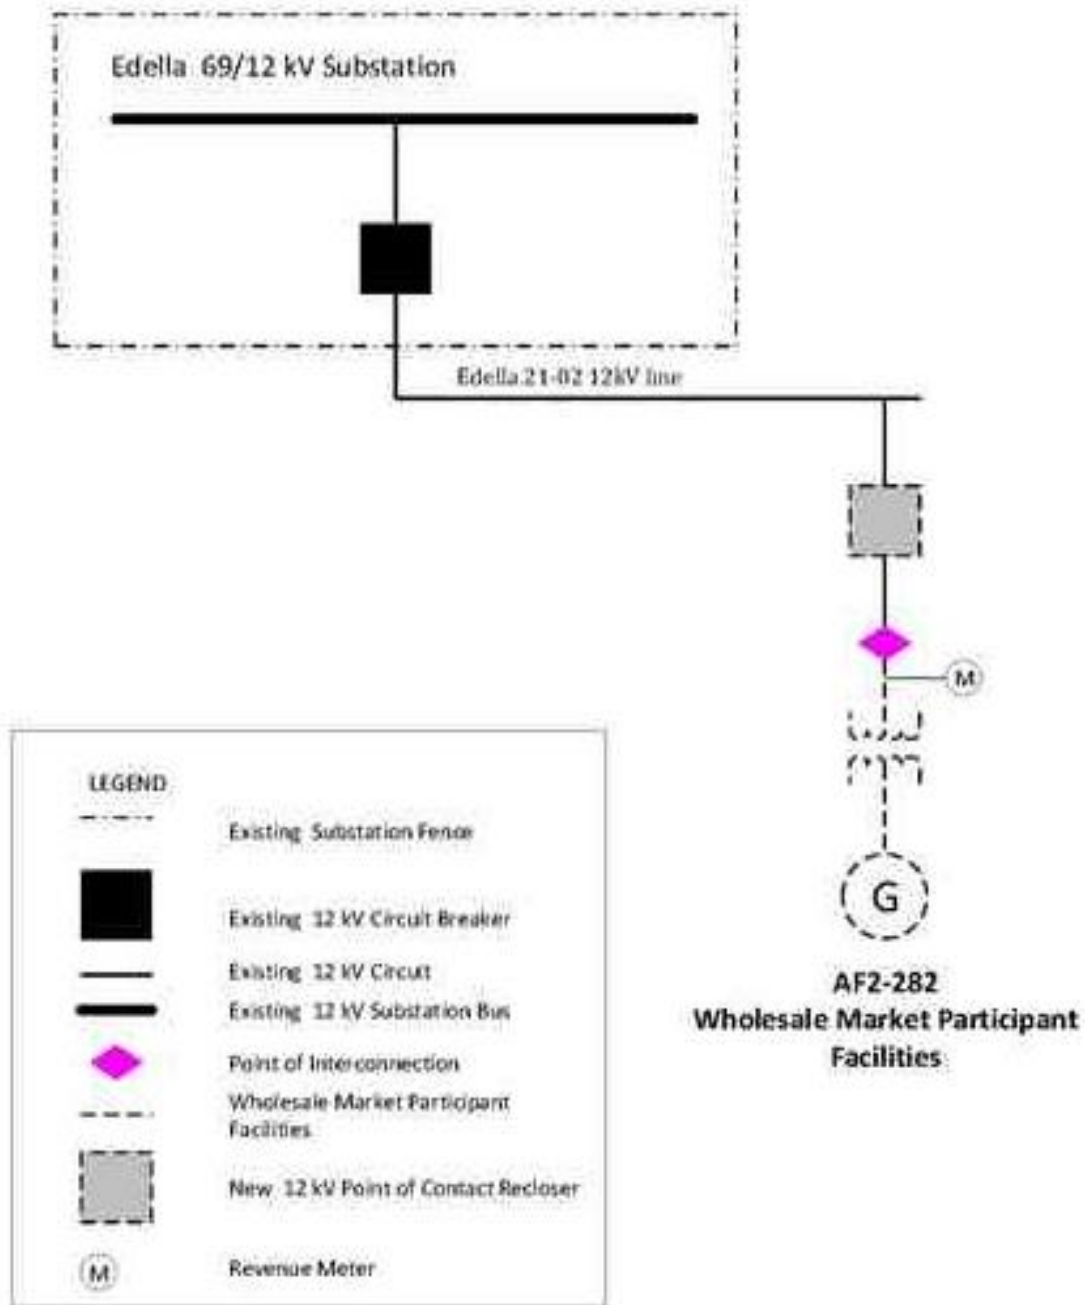 Edella 69/12 kV Substation
Edella 21-02 12kV line
M
G
AF2-282
Wholesale Market Participant
Facilities
LEGEND
Existing Substation Fence
Existing 12 kV Circuit Breaker
Existing 12 kV Circuit
Existing 12 kV Substation Bus
Point of Interconnection
Wholesale Market Participant
Facilities
New 12 kV Point of Contact Recloser
M
Revenue Meter